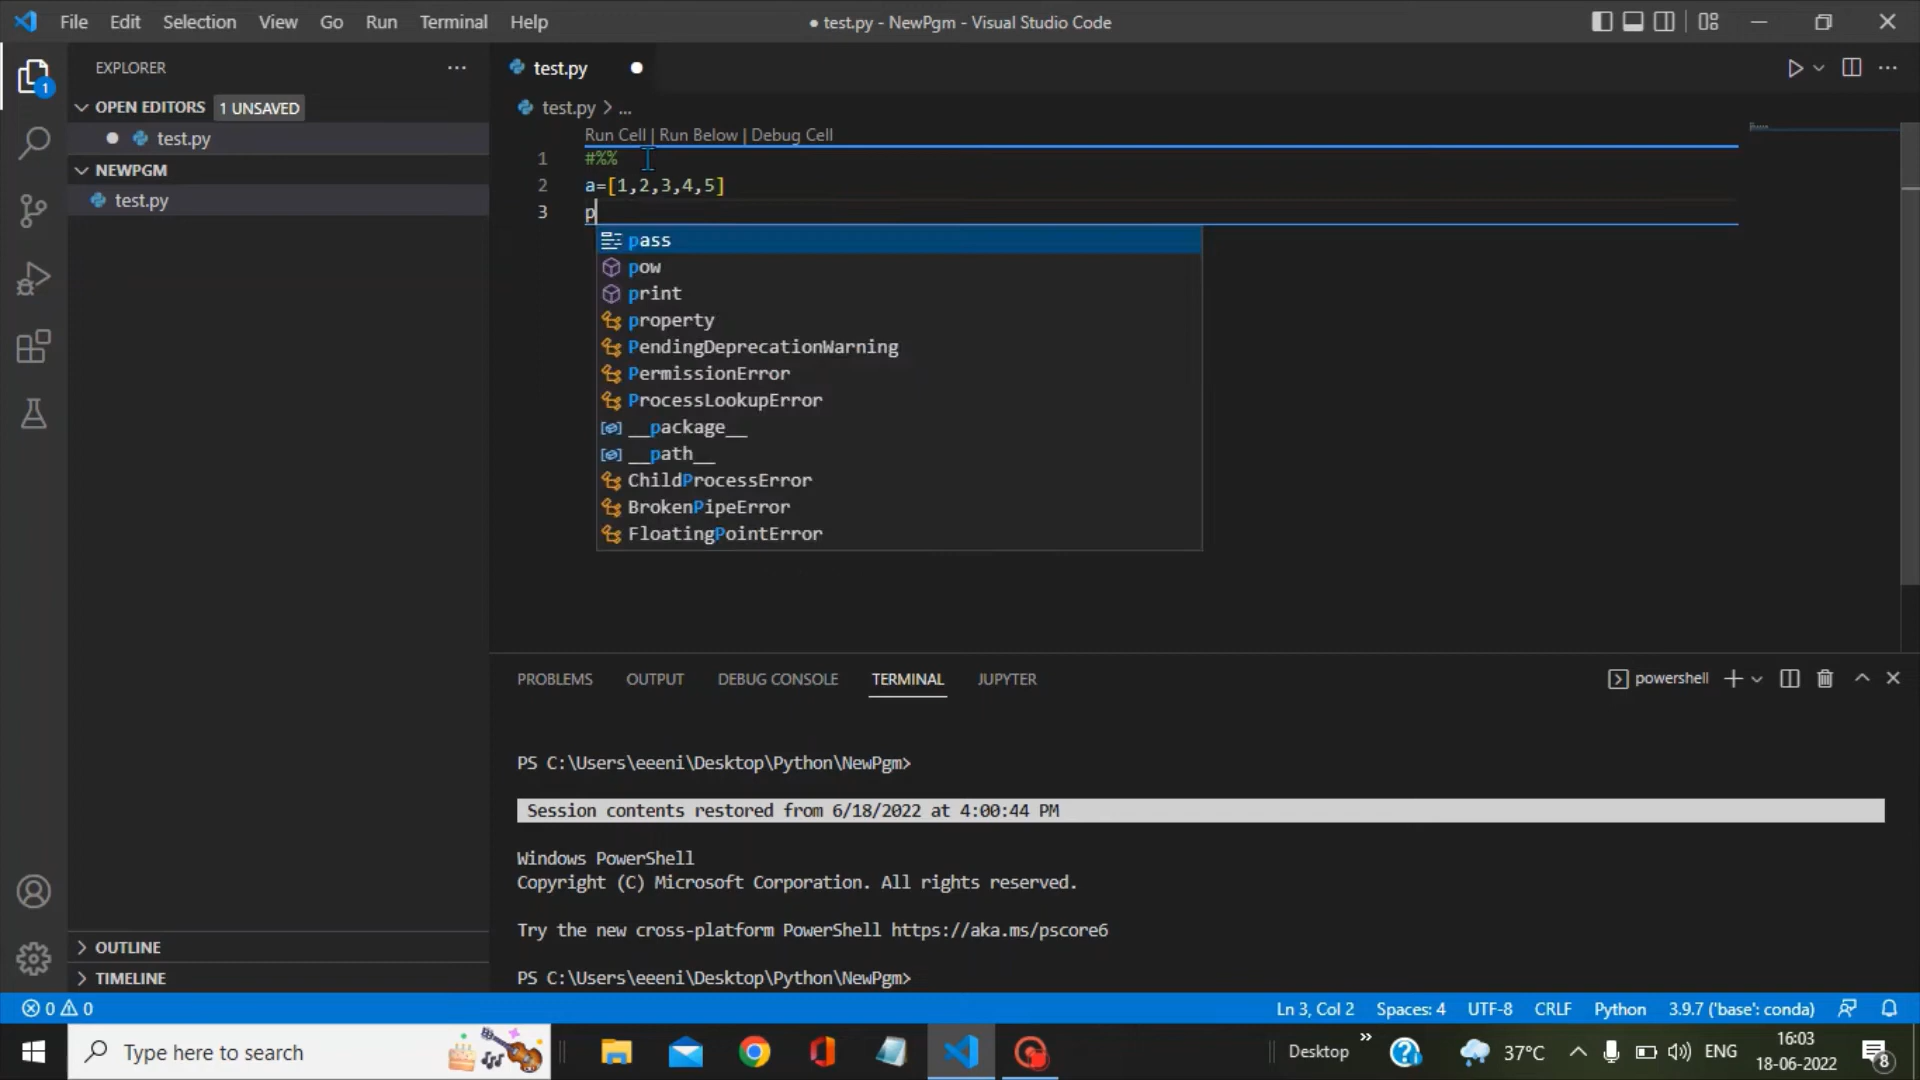 File Edit Selection View Go Run Terminal Help
● test.py - NewPgm - Visual Studio Code
EXPLORER
1
OPEN EDITORS 1 UNSAVED
test.py
NEWPGM
test.py
OUTLINE
TIMELINE
test.py
test.py > ...
Run Cell | Run Below | Debug Cell
1 #%%
2 a=[1,2,3,4,5]
3 p
pass
pow
print
property
PendingDeprecationWarning
PermissionError
ProcessLookupError
__package__
__path__
ChildProcessError
BrokenPipeError
FloatingPointError
PROBLEMS OUTPUT DEBUG CONSOLE TERMINAL JUPYTER
powershell
PS C:\Users\eeeni\Desktop\Python\NewPgm>
Session contents restored from 6/18/2022 at 4:00:44 PM
Windows PowerShell
Copyright (C) Microsoft Corporation. All rights reserved.
Try the new cross-platform PowerShell https://aka.ms/pscore6
PS C:\Users\eeeni\Desktop\Python\NewPgm>
0 0
Ln 3, Col 2 Spaces: 4 UTF-8 CRLF Python 3.9.7 ('base': conda)
Type here to search
Desktop »
37°C
ENG
16:03
18-06-2022
8